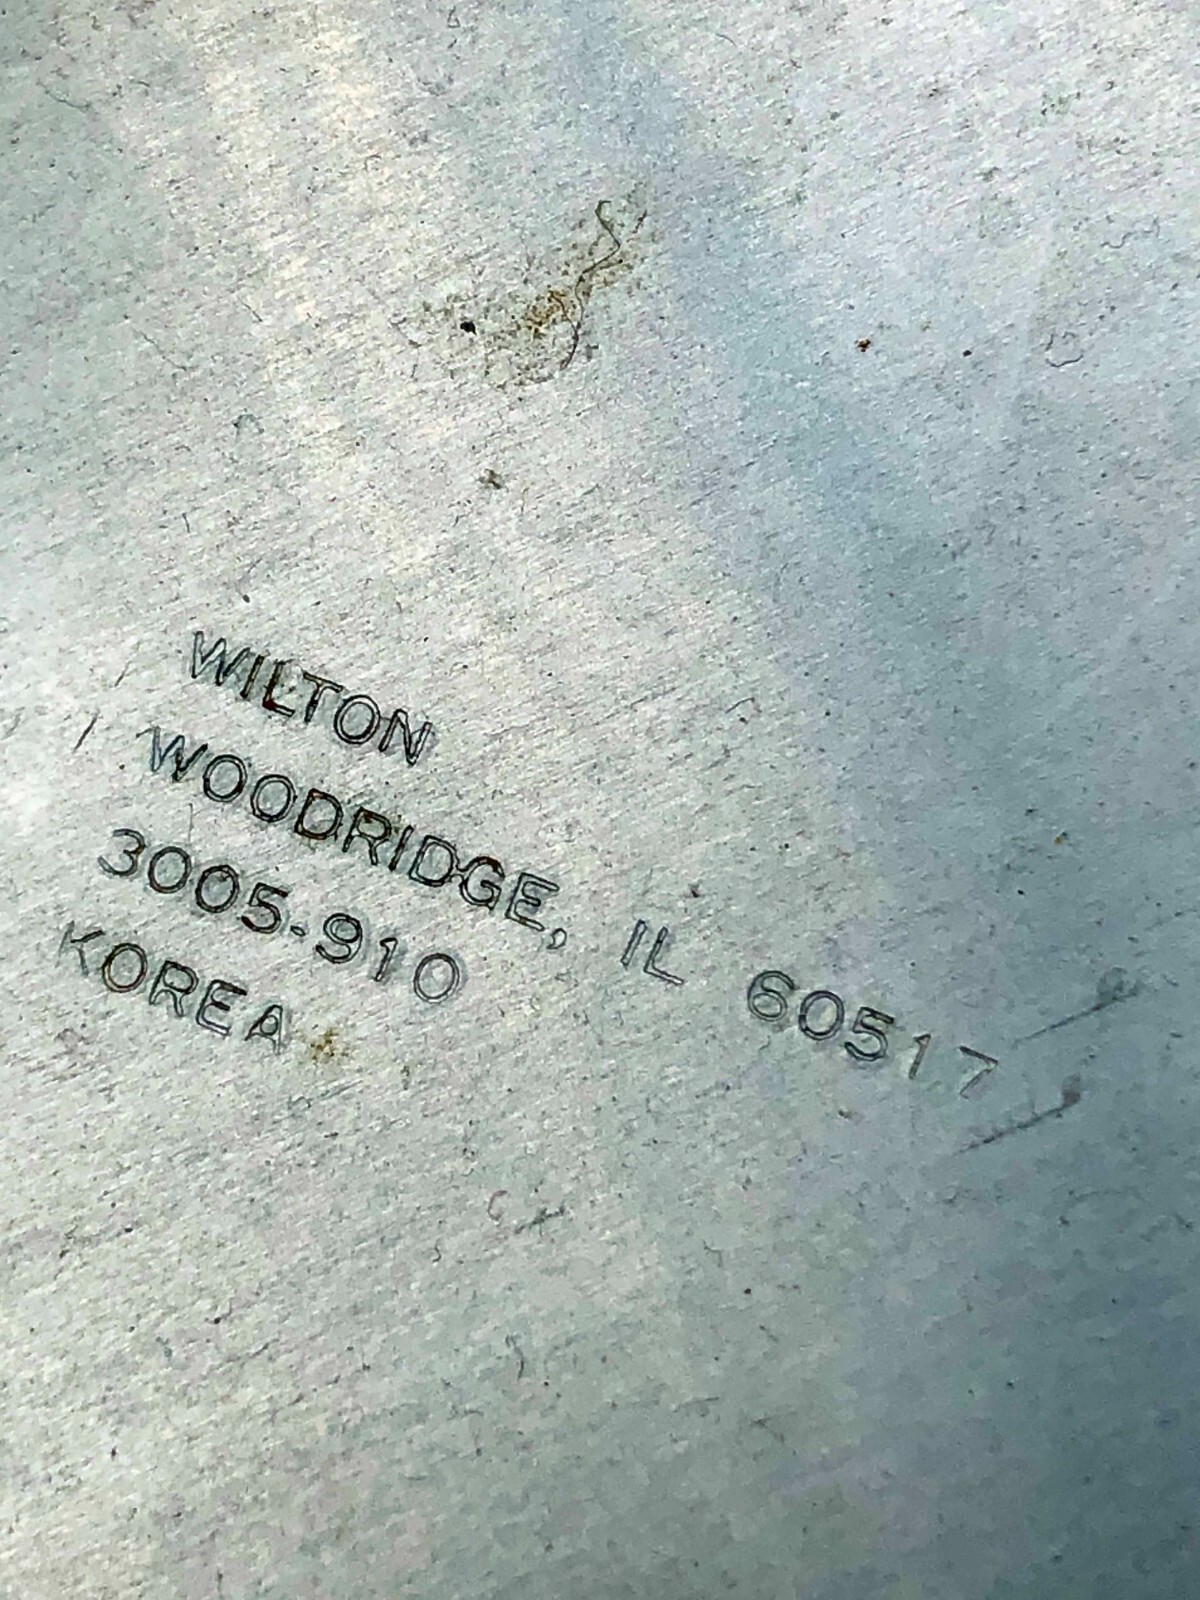 WILTON
WOODRIDGE, IL 60517
3005-910
KOREA